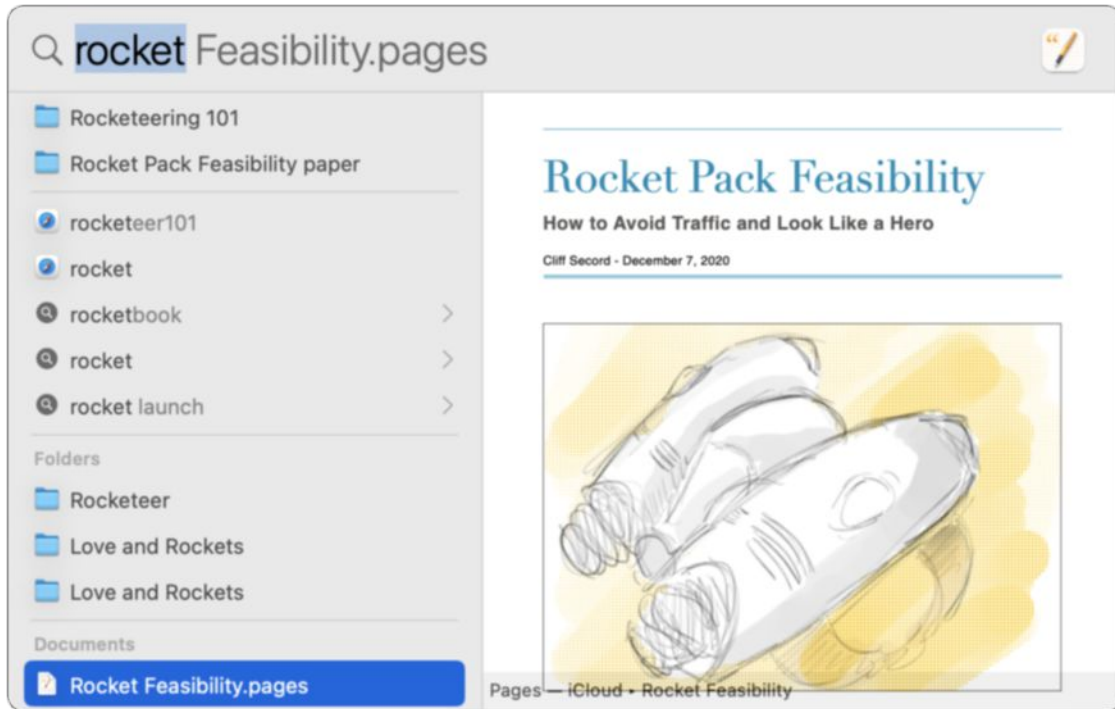 rocket Feasibility.pages
Rocketeering 101
Rocket Pack Feasibility paper
rocketeer101
rocket
rocketbook
rocket
rocket launch
Folders
Rocketeer
Love and Rockets
Love and Rockets
Documents
Rocket Feasibility.pages
Rocket Pack Feasibility
How to Avoid Traffic and Look Like a Hero
Cliff Secord - December 7, 2020
Pages — iCloud ▸ Rocket Feasibility